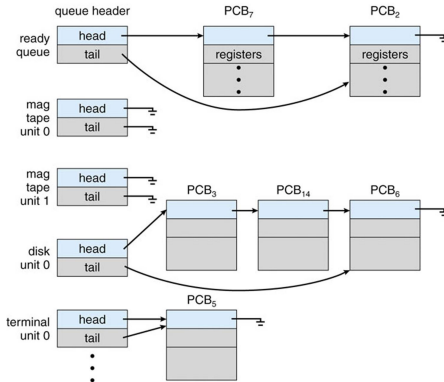 queue header
PCB7
PCB2
ready
queue
head
tail
registers
registers
mag
tape
unit 0
head
tail
mag
tape
unit 1
head
tail
PCB3
PCB14
PCB6
disk
unit 0
head
tail
PCB5
terminal
unit 0
head
tail